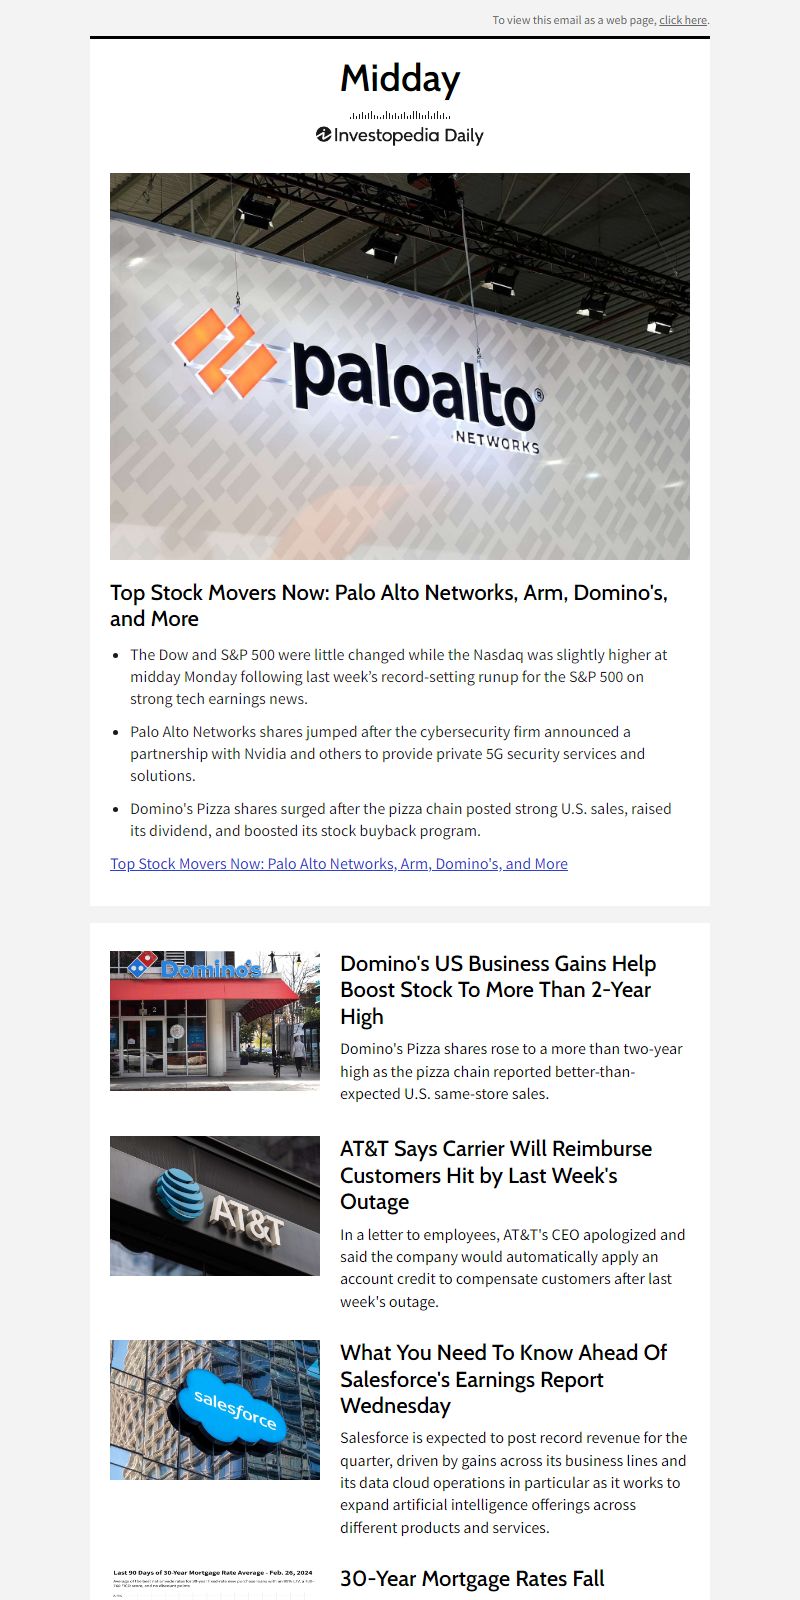 To view this email as a web page, click here.
Midday
Investopedia Daily
paloalto®
NETWORKS
Top Stock Movers Now: Palo Alto Networks, Arm, Domino's,
and More
• The Dow and S&P 500 were little changed while the Nasdaq was slightly higher at
midday Monday following last week’s record-setting runup for the S&P 500 on
strong tech earnings news.
• Palo Alto Networks shares jumped after the cybersecurity firm announced a
partnership with Nvidia and others to provide private 5G security services and
solutions.
• Domino's Pizza shares surged after the pizza chain posted strong U.S. sales, raised
its dividend, and boosted its stock buyback program.
Top Stock Movers Now: Palo Alto Networks, Arm, Domino's, and More
Domino's
Domino's US Business Gains Help
Boost Stock To More Than 2-Year
High
Domino's Pizza shares rose to a more than two-year
high as the pizza chain reported better-than-
expected U.S. same-store sales.
AT&T
AT&T Says Carrier Will Reimburse
Customers Hit by Last Week's
Outage
In a letter to employees, AT&T's CEO apologized and
said the company would automatically apply an
account credit to compensate customers after last
week's outage.
salesforce
What You Need To Know Ahead Of
Salesforce's Earnings Report
Wednesday
Salesforce is expected to post record revenue for the
quarter, driven by gains across its business lines and
its data cloud operations in particular as it works to
expand artificial intelligence offerings across
different products and services.
Last 90 Days of 30-Year Mortgage Rate Average - Feb. 26, 2024
30-Year Mortgage Rates Fall